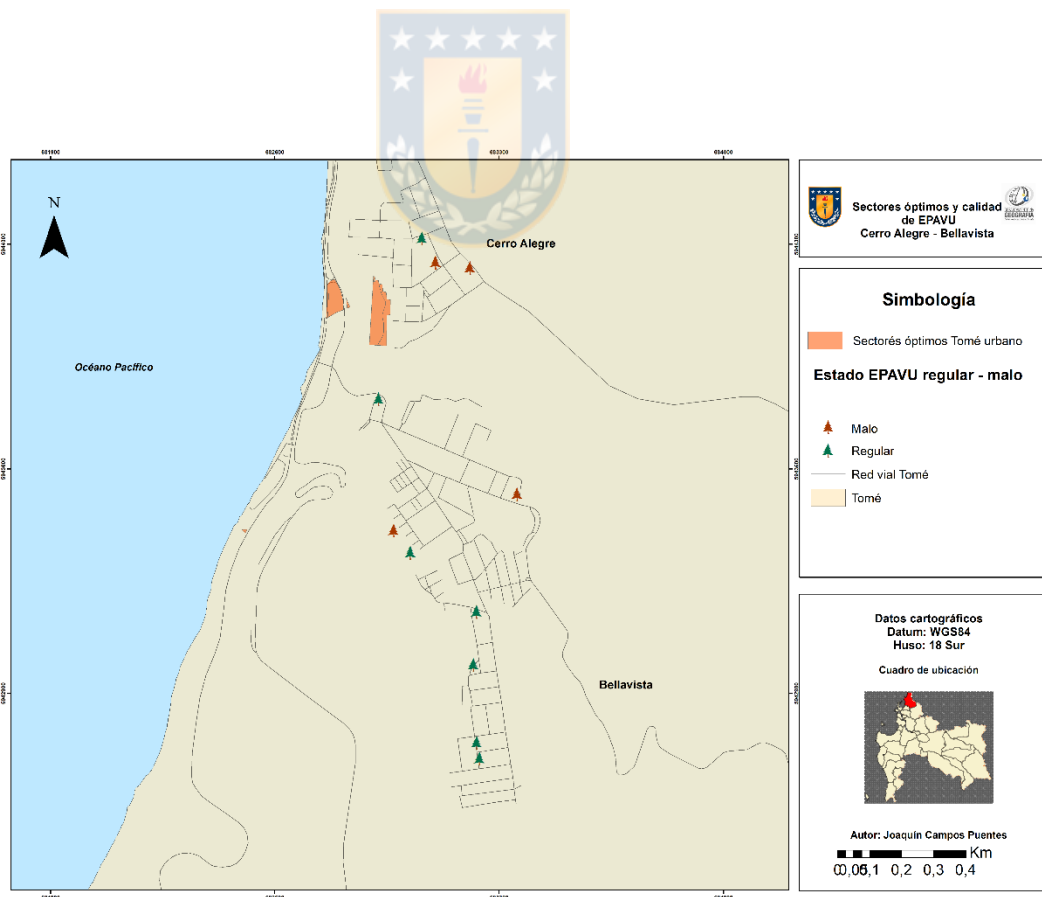 N
Cerro Alegre
Océano Pacífico
Bellavista
Sectores óptimos y calidad
de EPAVU
Cerro Alegre - Bellavista
GEOGRAFÍA
Simbología
Sectorés óptimos Tomé urbano
Estado EPAVU regular - malo
Malo
Regular
Red vial Tomé
Tomé
Datos cartográficos
Datum: WGS84
Huso: 18 Sur
Cuadro de ubicación
Autor: Joaquín Campos Puentes
Km
0,2 0,3 0,4